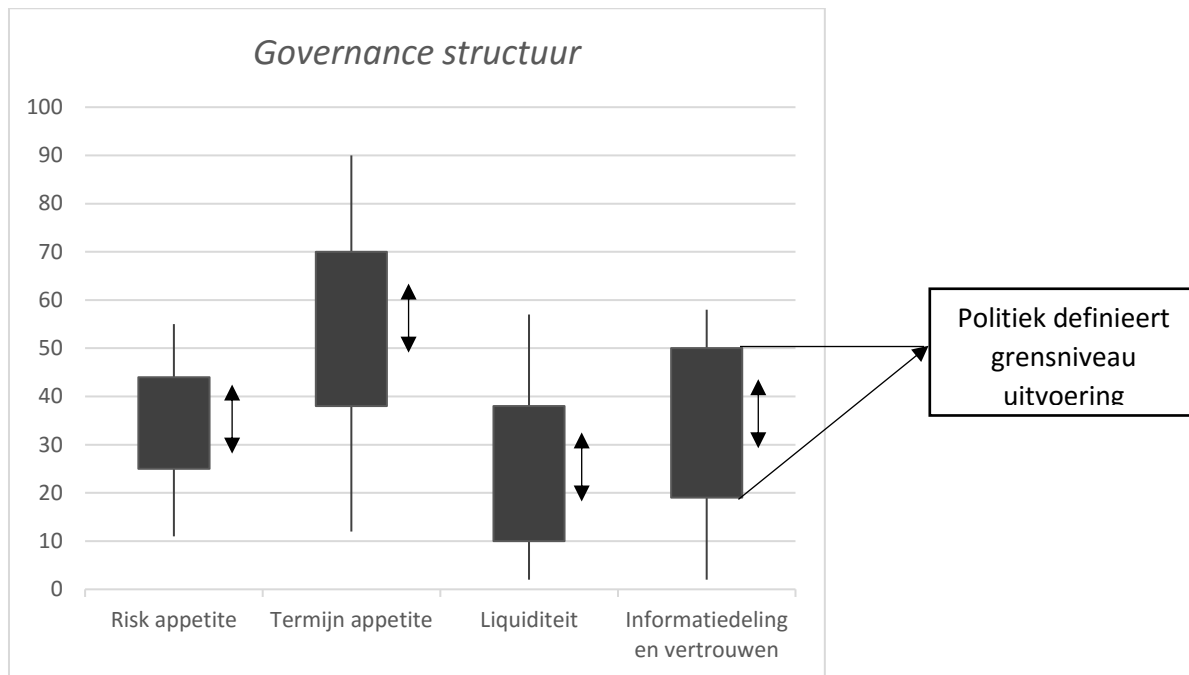 Governance structuur
100
90
80
70
60
50
40
30
20
10
0
Risk appetite
Termijn appetite
Liquiditeit
Informatiedeling
en vertrouwen
Politiek definieert
grensniveau
uitvoering